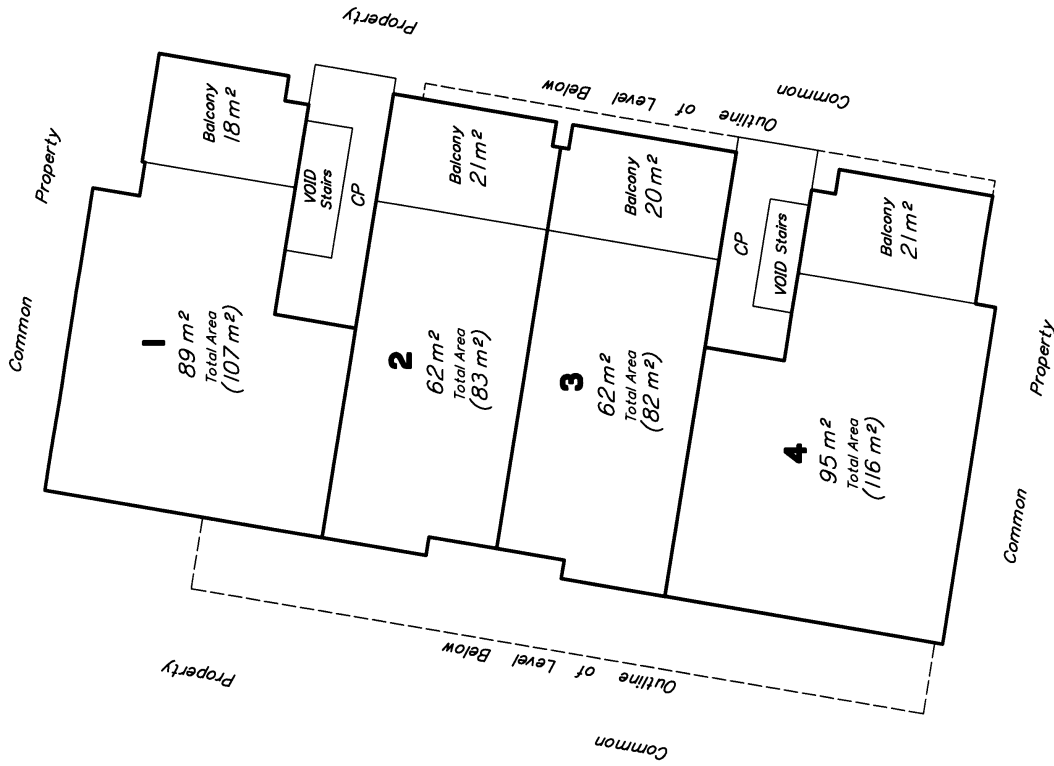 Property
Common
Balcony
18 m²
VOID
Stairs
CP
1
89 m²
Total Area
(107 m²)
Property
Balcony
21 m²
2
62 m²
Total Area
(83 m²)
Outline of Level Below
Common
Balcony
20 m²
3
62 m²
Total Area
(82 m²)
CP
VOID Stairs
Balcony
21 m²
4
95 m²
Total Area
(116 m²)
Property
Common
Outline of Level Below
Property
Common